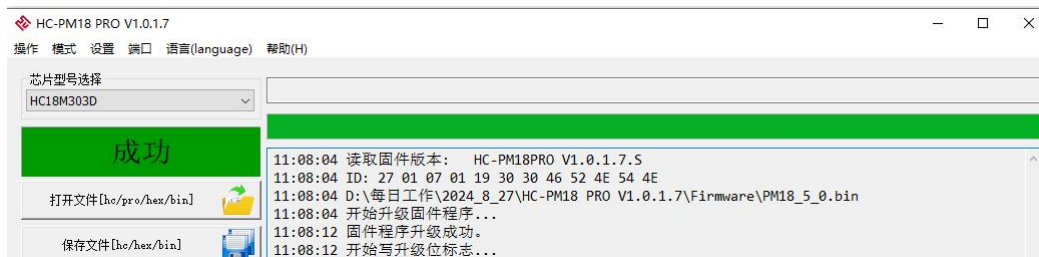 HC-PM18 PRO V1.0.1.7
操作 模式 设置 端口 语言(language) 帮助(H)
芯片型号选择
HC18M303D
成功
打开文件[hc/pro/hex/bin]
保存文件[hc/hex/bin]
11:08:04 读取固件版本: HC-PM18PRO V1.0.1.7.S
11:08:04 ID: 27 01 07 01 19 30 30 46 52 4E 54 4E
11:08:04 D:\每日工作\2024_8_27\HC-PM18 PRO V1.0.1.7\Firmware\PM18_5_0.bin
11:08:04 开始升级固件程序...
11:08:12 固件程序升级成功。
11:08:12 开始写升级位标志...